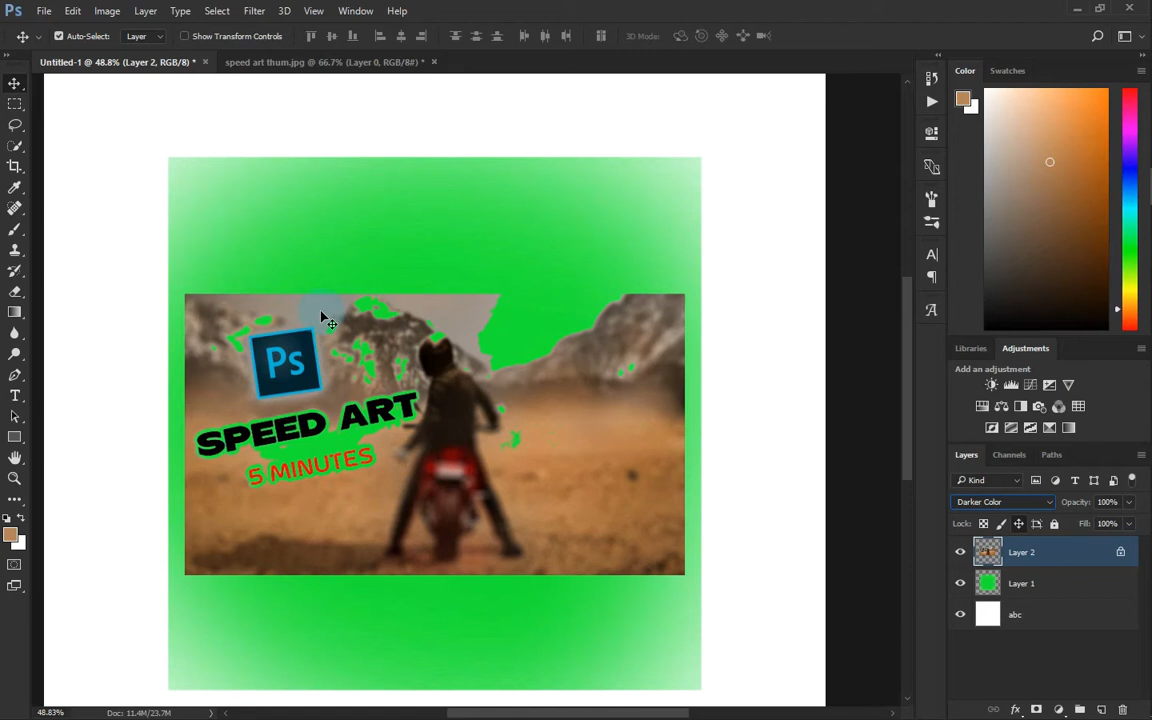 Ps
File Edit Image Layer Type Select Filter 3D View Window Help
Auto-Select: Layer Show Transform Controls 3D Mode:
Untitled-1 @ 48.8% (Layer 2, RGB/8) * × speed art thum.jpg @ 66.7% (Layer 0, RGB/8#) * ×
Color Swatches
Ps
SPEED ART
5 MINUTES
Libraries Adjustments
Add an adjustment
Layers Channels Paths
Kind
Darker Color Opacity: 100%
Lock: Fill: 100%
Layer 2
Layer 1
abc
48.83% Doc: 11.4M/23.7M